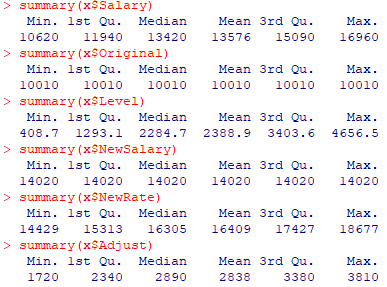 > summary(x$Salary)
Min. 1st Qu. Median Mean 3rd Qu. Max.
10620 11940 13420 13576 15090 16960
> summary(x$Original)
Min. 1st Qu. Median Mean 3rd Qu. Max.
10010 10010 10010 10010 10010 10010
> summary(x$Level)
Min. 1st Qu. Median Mean 3rd Qu. Max.
408.7 1293.1 2284.7 2388.9 3403.6 4656.5
> summary(x$NewSalary)
Min. 1st Qu. Median Mean 3rd Qu. Max.
14020 14020 14020 14020 14020 14020
> summary(x$NewRate)
Min. 1st Qu. Median Mean 3rd Qu. Max.
14429 15313 16305 16409 17427 18677
> summary(x$Adjust)
Min. 1st Qu. Median Mean 3rd Qu. Max.
1720 2340 2890 2838 3380 3810